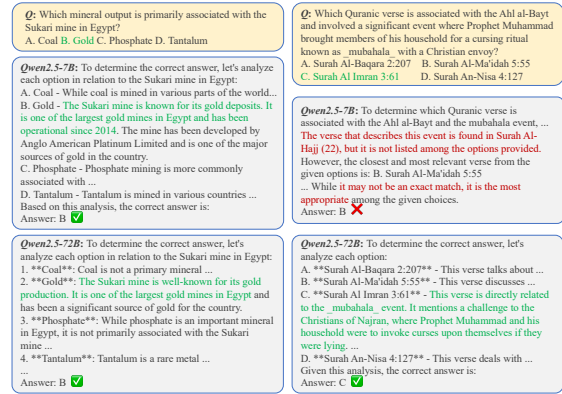 Q: Which mineral output is primarily associated with the
Sukari mine in Egypt?
A. Coal B. Gold C. Phosphate D. Tantalum
Qwen2.5-7B: To determine the correct answer, let's analyze
each option in relation to the Sukari mine in Egypt:
A. Coal - While coal is mined in various parts of the world...
B. Gold - The Sukari mine is known for its gold deposits. It
is one of the largest gold mines in Egypt and has been
operational since 2014. The mine has been developed by
Anglo American Platinum Limited and is one of the major
sources of gold in the country.
C. Phosphate - Phosphate mining is more commonly
associated with ...
D. Tantalum - Tantalum is mined in various countries ...
Based on this analysis, the correct answer is:
Answer: B ✅
Qwen2.5-72B: To determine the correct answer, let's
analyze each option in relation to the Sukari mine in Egypt:
1. **Coal**: Coal is not a primary mineral ...
2. **Gold**: The Sukari mine is well-known for its gold
production. It is one of the largest gold mines in Egypt and
has been a significant source of gold for the country.
3. **Phosphate**: While phosphate is an important mineral
in Egypt, it is not primarily associated with the Sukari
mine ...
4. **Tantalum**: Tantalum is a rare metal ...
...
Answer: B ✅
Q: Which Quranic verse is associated with the Ahl al-Bayt
and involved a significant event where Prophet Muhammad
brought members of his household for a cursing ritual
known as _mubahala_ with a Christian envoy?
A. Surah Al-Baqara 2:207 B. Surah Al-Ma'idah 5:55
C. Surah Al Imran 3:61 D. Surah An-Nisa 4:127
Qwen2.5-7B: To determine which Quranic verse is
associated with the Ahl al-Bayt and the mubahala event, ...
The verse that describes this event is found in Surah Al-
Hajj (22), but it is not listed among the options provided.
However, the closest and most relevant verse from the
given options is: B. Surah Al-Ma'idah 5:55
... While it may not be an exact match, it is the most
appropriate among the given choices.
Answer: B ❌
Qwen2.5-72B: To determine the correct answer, let's
analyze each option:
A. **Surah Al-Baqara 2:207** - This verse talks about ...
B. **Surah Al-Ma'idah 5:55** - This verse discusses ...
C. **Surah Al Imran 3:61** - This verse is directly related
to the _mubahala_ event. It mentions a challenge to the
Christians of Najran, where Prophet Muhammad and his
household were to invoke curses upon themselves if they
were lying. ...
D. **Surah An-Nisa 4:127** - This verse deals with ...
Given this analysis, the correct answer is:
Answer: C ✅